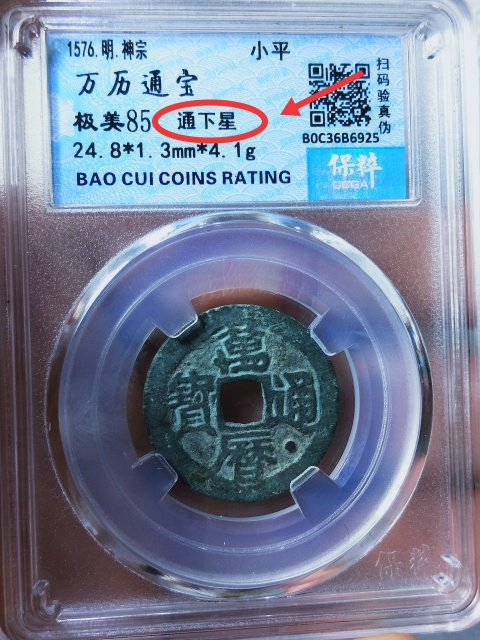 1576.明.神宗 小平
万历通宝
极美85 通下星
24.8*1.3mm*4.1g
BAO CUI COINS RATING
扫码验真伪
B0C36B6925
保粹
萬曆通寶
保粹